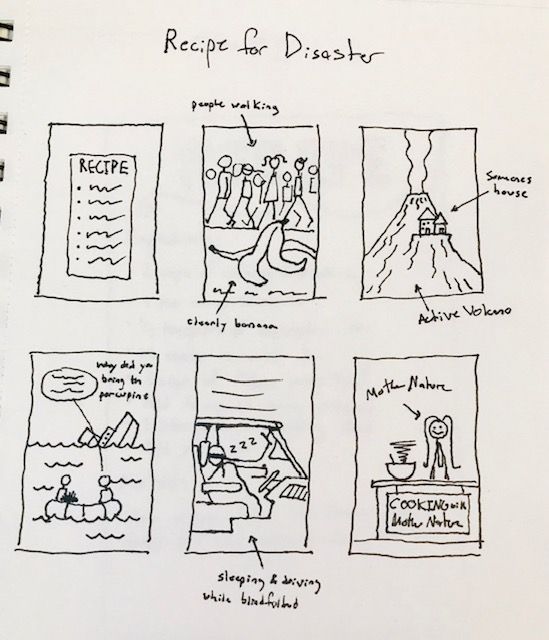 Recipe for Disaster
people walking
RECIPE
Someones
house
clearly banana
Active Volcano
why did you
bring the
porcupine
Mother Nature
ZZZ
COOKING with
Mother Nature
sleeping & driving
while blindfolded